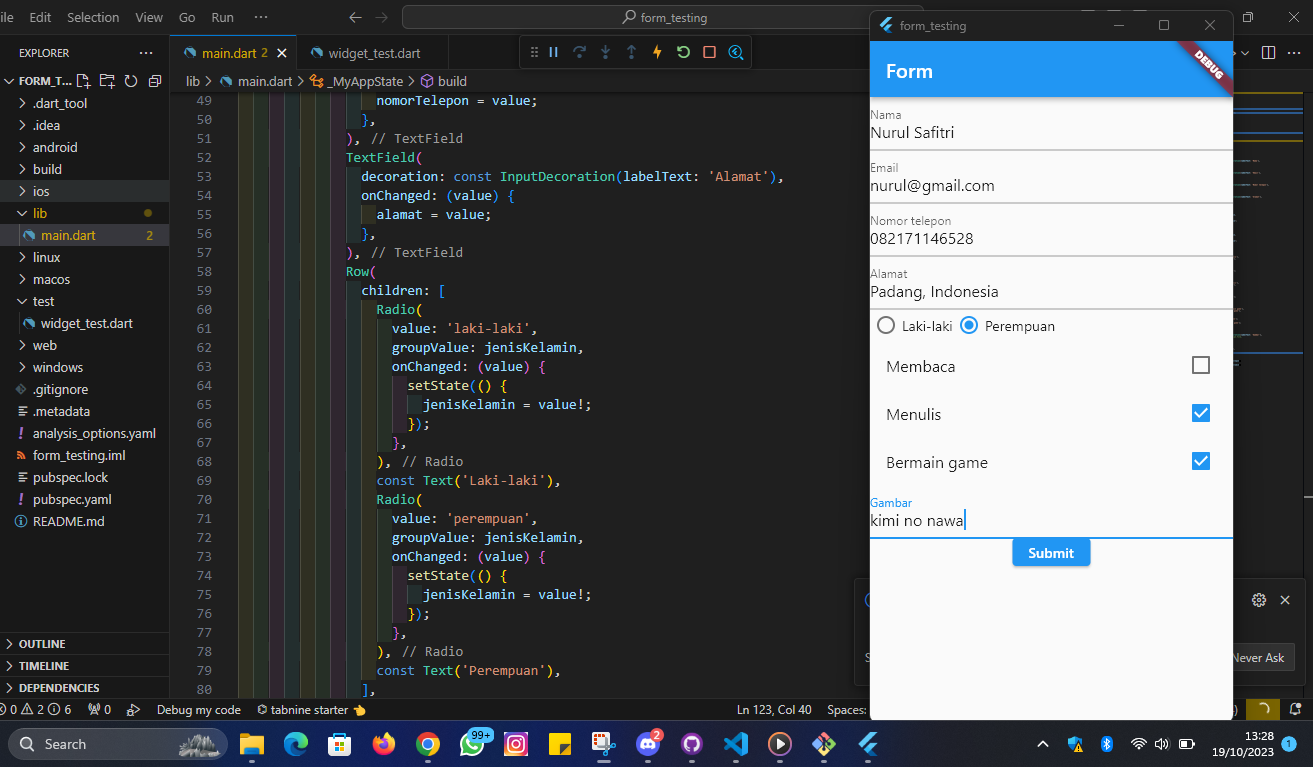 ile Edit Selection View Go Run ··· form_testing
EXPLORER ···
FORM_T...
.dart_tool
.idea
android
build
ios
lib
main.dart 2
linux
macos
test
widget_test.dart
web
windows
.gitignore
.metadata
analysis_options.yaml
form_testing.iml
pubspec.lock
pubspec.yaml
README.md
OUTLINE
TIMELINE
DEPENDENCIES
main.dart 2 widget_test.dart
lib > main.dart > _MyAppState > build
49 nomorTelepon = value;
50 },
51 ), // TextField
52 TextField(
53 decoration: const InputDecoration(labelText: 'Alamat'),
54 onChanged: (value) {
55 alamat = value;
56 },
57 ), // TextField
58 Row(
59 children: [
60 Radio(
61 value: 'laki-laki',
62 groupValue: jenisKelamin,
63 onChanged: (value) {
64 setState(() {
65 jenisKelamin = value!;
66 });
67 },
68 ), // Radio
69 const Text('Laki-laki'),
70 Radio(
71 value: 'perempuan',
72 groupValue: jenisKelamin,
73 onChanged: (value) {
74 setState(() {
75 jenisKelamin = value!;
76 });
77 },
78 ), // Radio
79 const Text('Perempuan'),
80 ],
form_testing
Form
DEBUG
Nama
Nurul Safitri
Email
nurul@gmail.com
Nomor telepon
082171146528
Alamat
Padang, Indonesia
Laki-laki Perempuan
Membaca
Menulis
Bermain game
Gambar
kimi no nawa
Submit
Never Ask
0 2 6 0 Debug my code tabnine starter Ln 123, Col 40 Spaces:
Search 99+ 2
13:28
19/10/2023 1